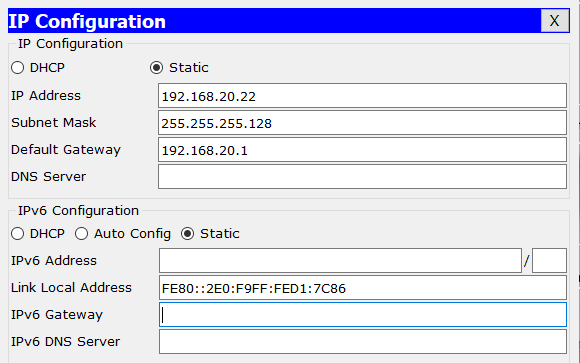 IP Configuration X
IP Configuration
DHCP Static
IP Address 192.168.20.22
Subnet Mask 255.255.255.128
Default Gateway 192.168.20.1
DNS Server
IPv6 Configuration
DHCP Auto Config Static
IPv6 Address /
Link Local Address FE80::2E0:F9FF:FED1:7C86
IPv6 Gateway
IPv6 DNS Server